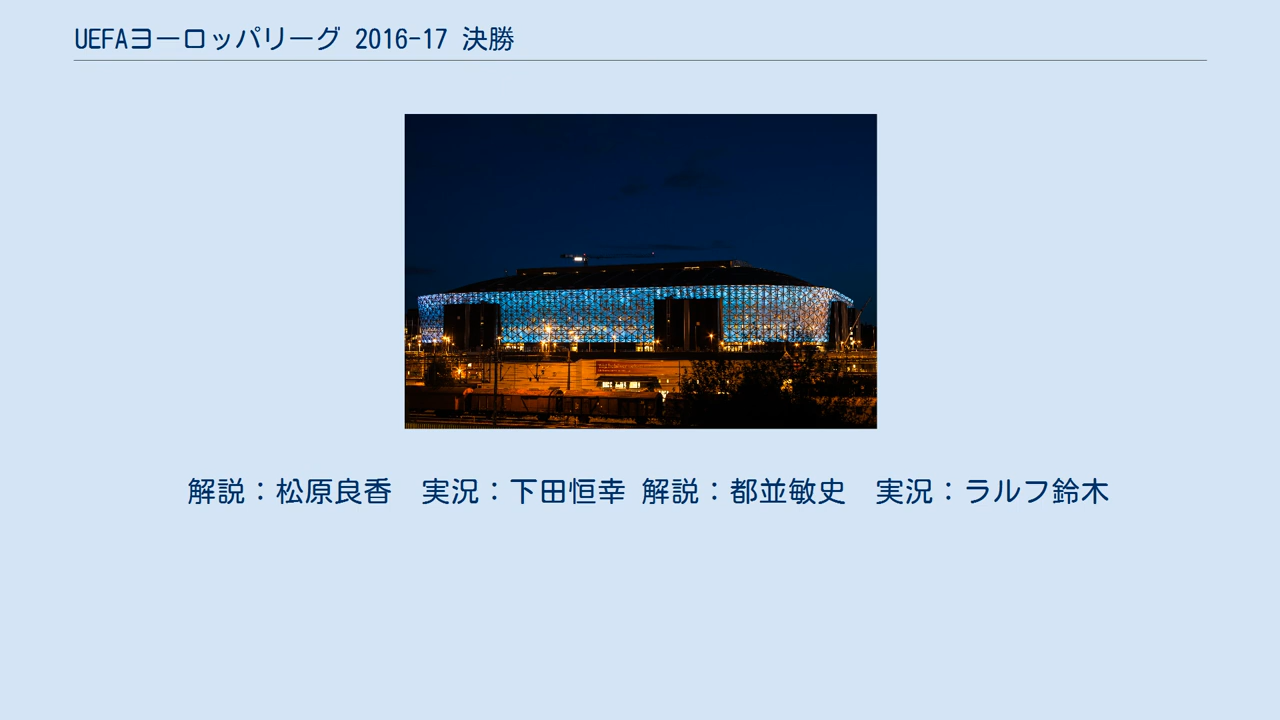 UEFAヨーロッパリーグ 2016-17 決勝
解説：松原良香　実況：下田恒幸 解説：都並敏史　実況：ラルフ鈴木